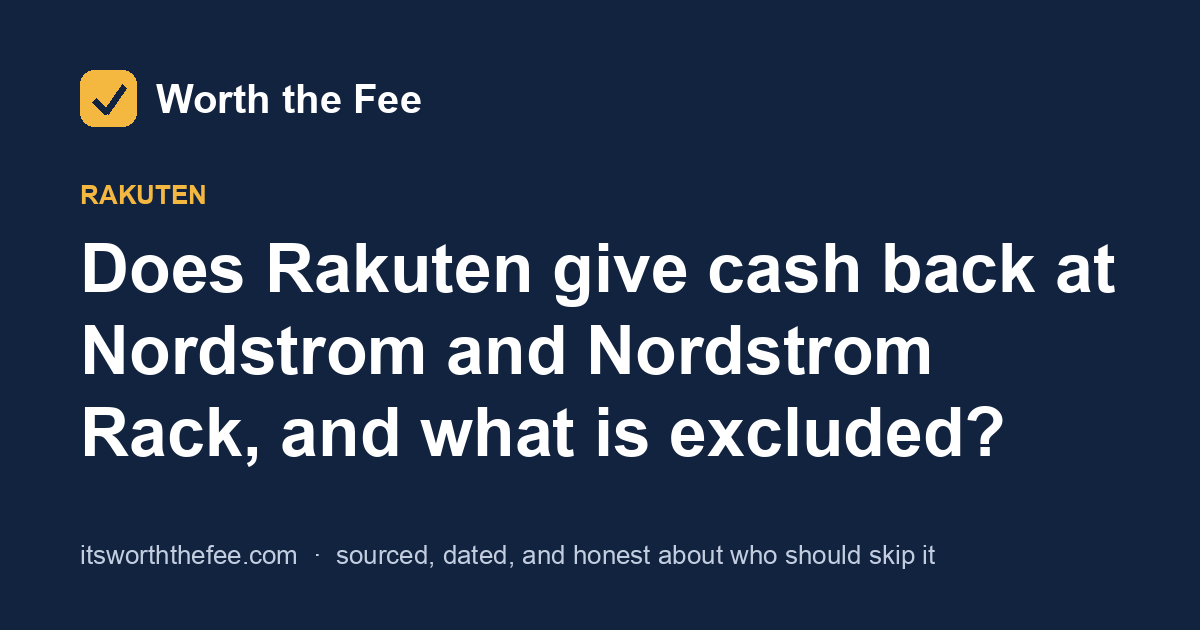 Worth the Fee
RAKUTEN
Does Rakuten give cash back at
Nordstrom and Nordstrom
Rack, and what is excluded?
itsworththefee.com · sourced, dated, and honest about who should skip it